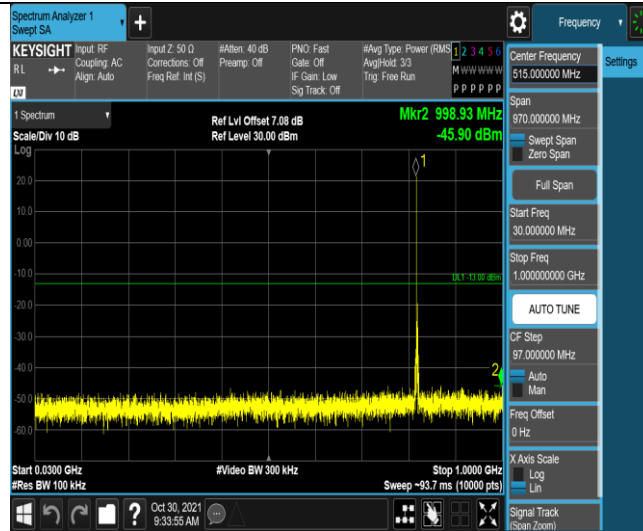 Spectrum Analyzer 1
Swept SA
Frequency
KEYSIGHT
Input: RF
Coupling: AC
Align: Auto
Input Z: 50 Ω
Corrections: Off
Freq Ref: Int (S)
#Atten: 40 dB
Preamp: Off
PNO: Fast
Gate: Off
IF Gain: Low
Sig Track: Off
#Avg Type: Power (RMS
Avg|Hold: 3/3
Trig: Free Run
1 2 3 4 5 6
M W W W W W
P P P P P P
R L
LXI
1 Spectrum
Scale/Div 10 dB
Log
Ref Lvl Offset 7.08 dB
Ref Level 30.00 dBm
Mkr2 998.93 MHz
-45.90 dBm
1
20.0
10.0
0.00
-10.0
DL1 -13.00 dBm
-20.0
-30.0
-40.0
2
-50.0
-60.0
Start 0.0300 GHz
#Res BW 100 kHz
#Video BW 300 kHz
Stop 1.0000 GHz
Sweep ~93.7 ms (10000 pts)
Oct 30, 2021
9:33:55 AM
Center Frequency
515.000000 MHz
Settings
Span
970.000000 MHz
Swept Span
Zero Span
Full Span
Start Freq
30.000000 MHz
Stop Freq
1.00000000 GHz
AUTO TUNE
CF Step
97.000000 MHz
Auto
Man
Freq Offset
0 Hz
X Axis Scale
Log
Lin
Signal Track
(Span Zoom)